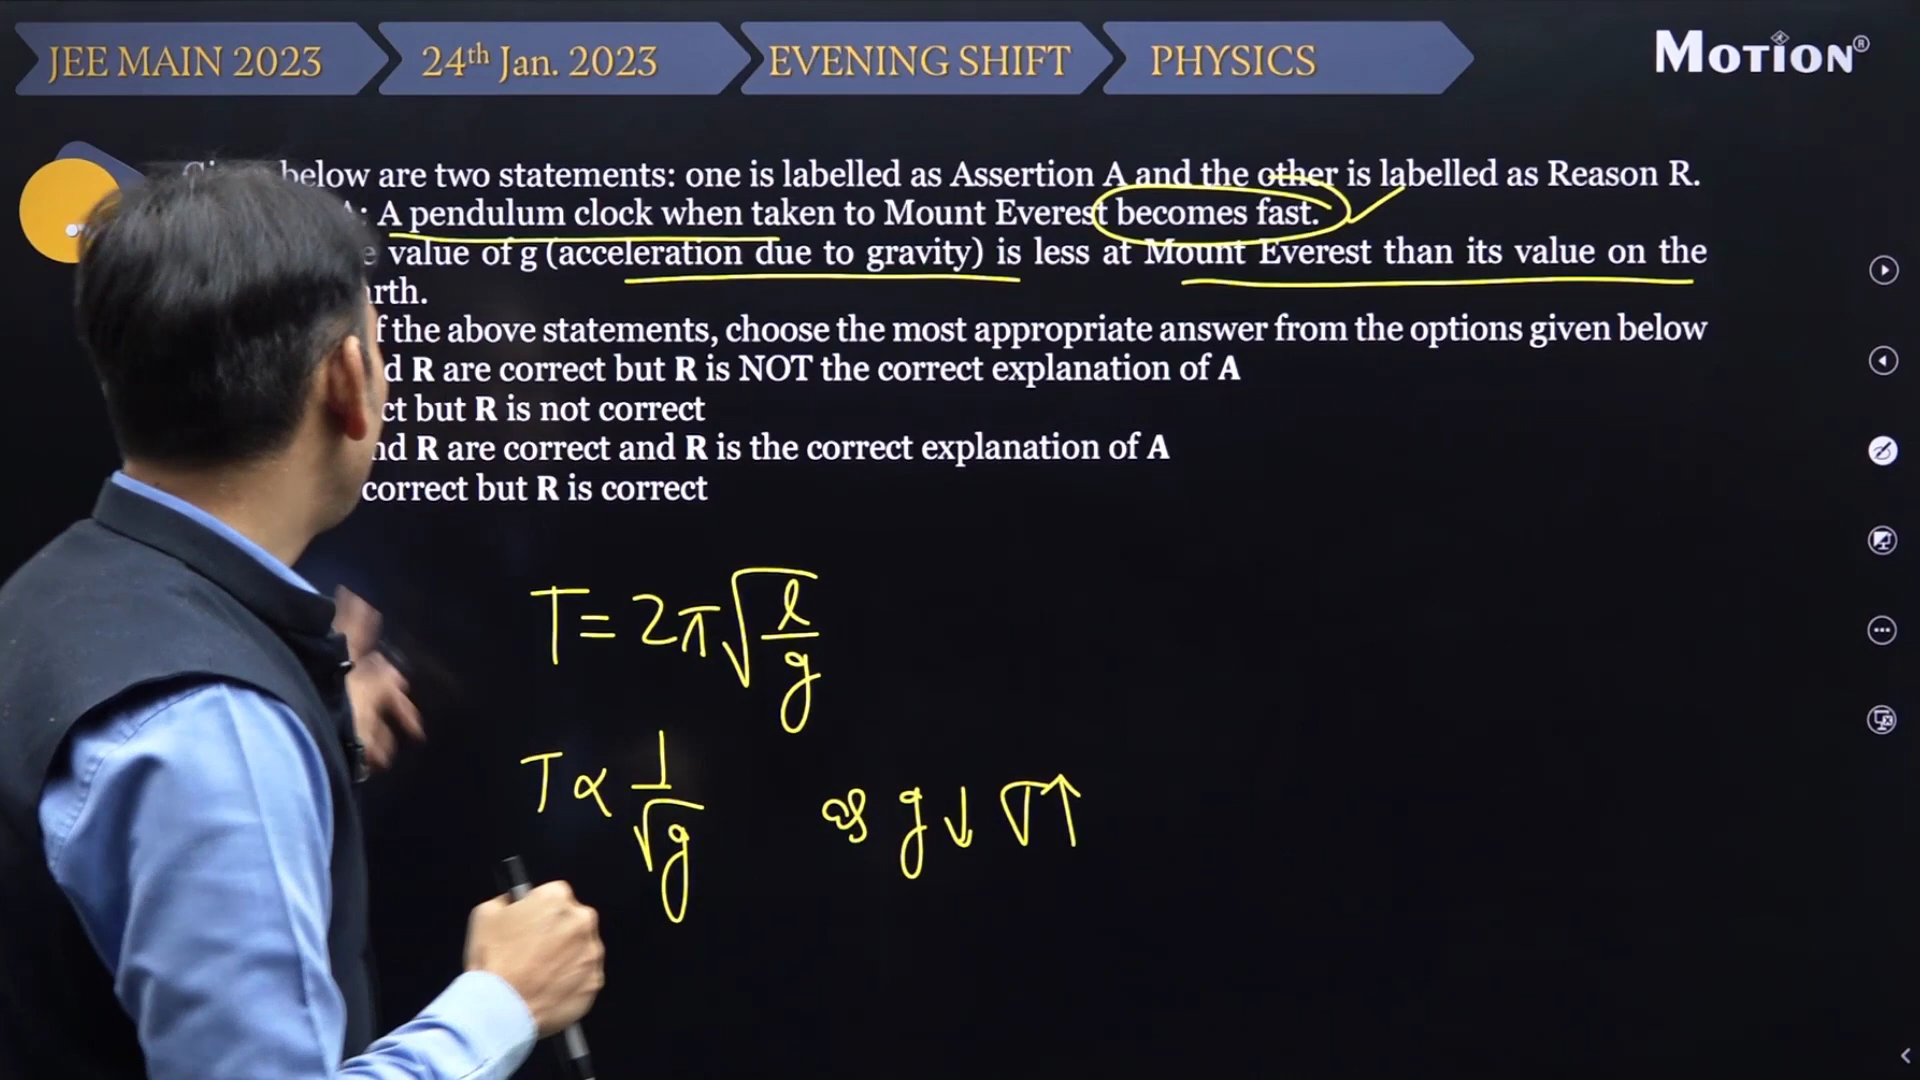 JEE MAIN 2023 24th Jan. 2023 EVENING SHIFT PHYSICS MOTION®
below are two statements: one is labelled as Assertion A and the other is labelled as Reason R.
A: A pendulum clock when taken to Mount Everest becomes fast.
value of g (acceleration due to gravity) is less at Mount Everest than its value on the
f the above statements, choose the most appropriate answer from the options given below
R are correct but R is NOT the correct explanation of A
but R is not correct
R are correct and R is the correct explanation of A
correct but R is correct
T = 2π√(l/g)
T ∝ 1/√g g↓ T↑